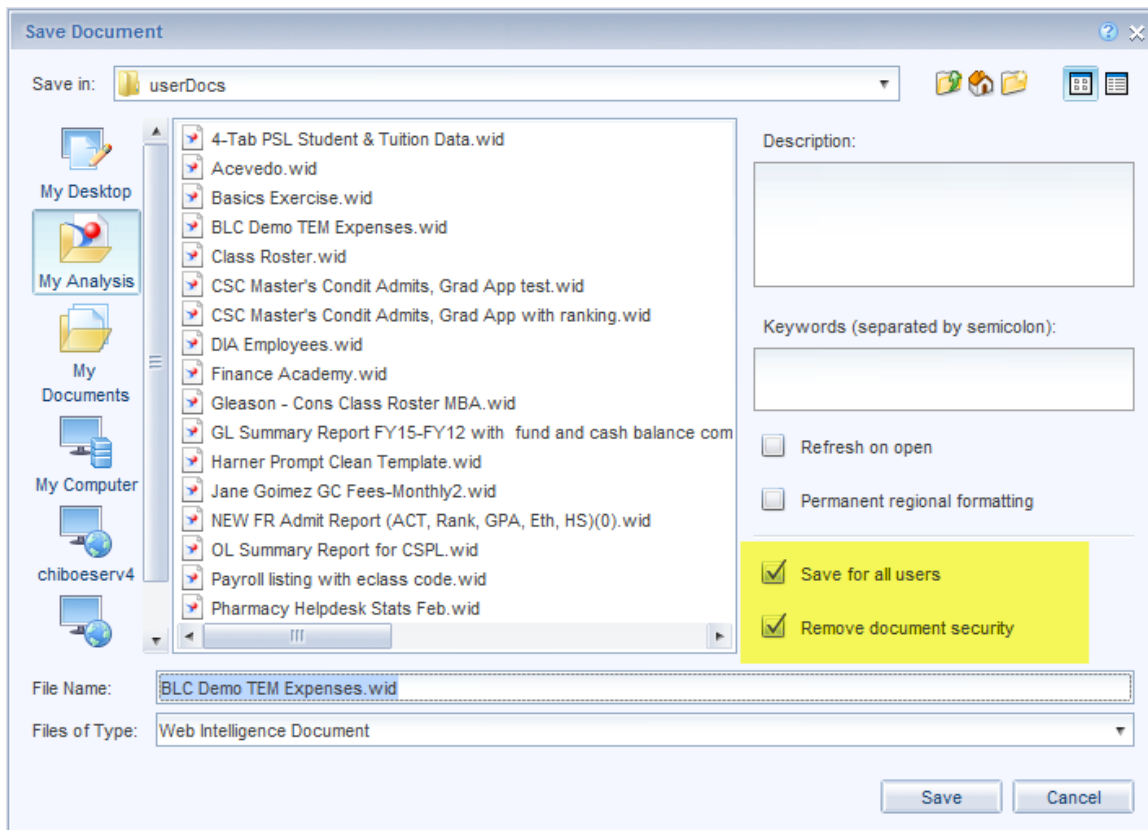 Save Document
Save in:
userDocs
My Desktop
My Analysis
My
Documents
My Computer
chiboeserv4
4-Tab PSL Student & Tuition Data.wid
Acevedo.wid
Basics Exercise.wid
BLC Demo TEM Expenses.wid
Class Roster.wid
CSC Master's Condit Admits, Grad App test.wid
CSC Master's Condit Admits, Grad App with ranking.wid
DIA Employees.wid
Finance Academy.wid
Gleason - Cons Class Roster MBA.wid
GL Summary Report FY15-FY12 with  fund and cash balance com
Harner Prompt Clean Template.wid
Jane Goimez GC Fees-Monthly2.wid
NEW FR Admit Report (ACT, Rank, GPA, Eth, HS)(0).wid
OL Summary Report for CSPL.wid
Payroll listing with eclass code.wid
Pharmacy Helpdesk Stats Feb.wid
Description:
Keywords (separated by semicolon):
Refresh on open
Permanent regional formatting
Save for all users
Remove document security
File Name:
BLC Demo TEM Expenses.wid
Files of Type:
Web Intelligence Document
Save
Cancel